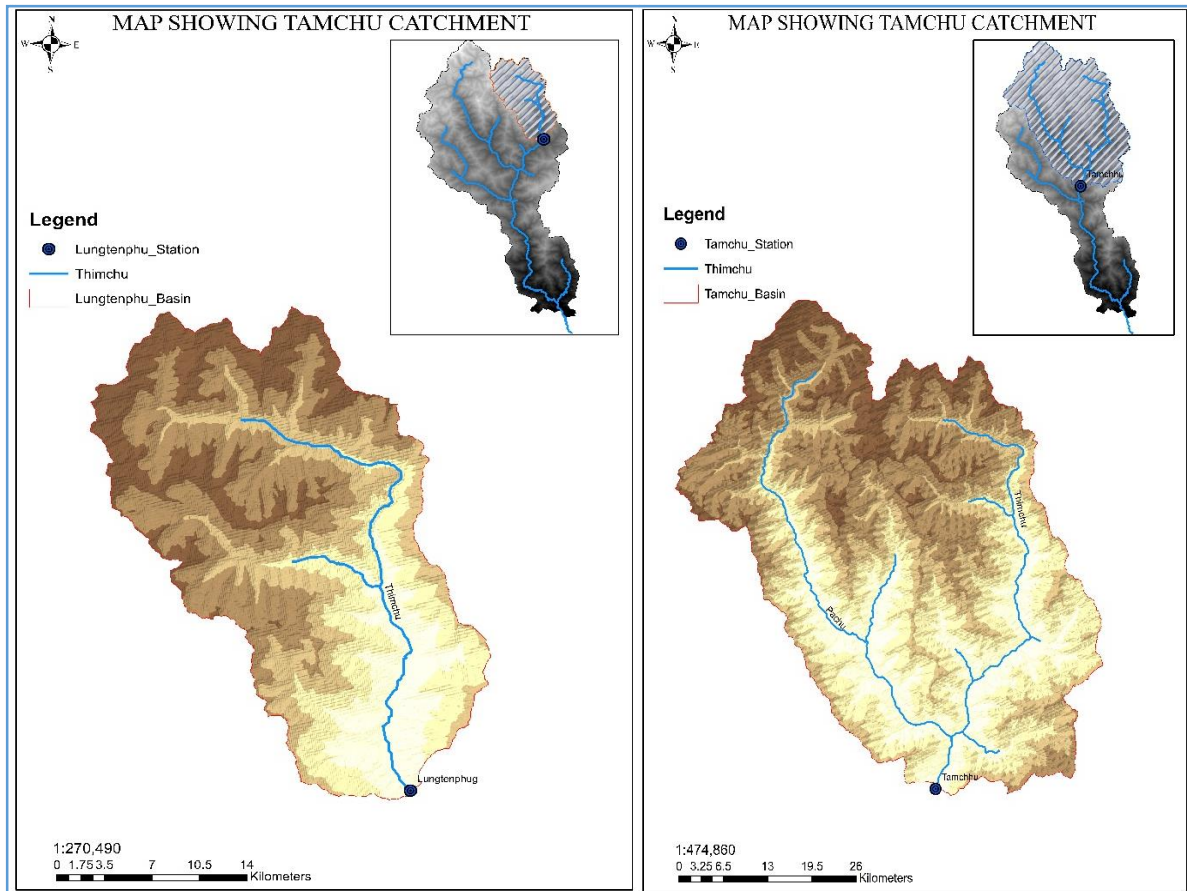 MAP SHOWING TAMCHU CATCHMENT
N
W E
S
Legend
Lungtenphu_Station
Thimchu
Lungtenphu_Basin
Thimchu
Lungtenphug
1:270,490
0 1.75 3.5 7 10.5 14
Kilometers
MAP SHOWING TAMCHU CATCHMENT
N
W E
S
Tamchhu
Legend
Tamchu_Station
Thimchu
Tamchu_Basin
Thimchu
Pachu
Tamchhu
1:474,860
0 3.25 6.5 13 19.5 26
Kilometers